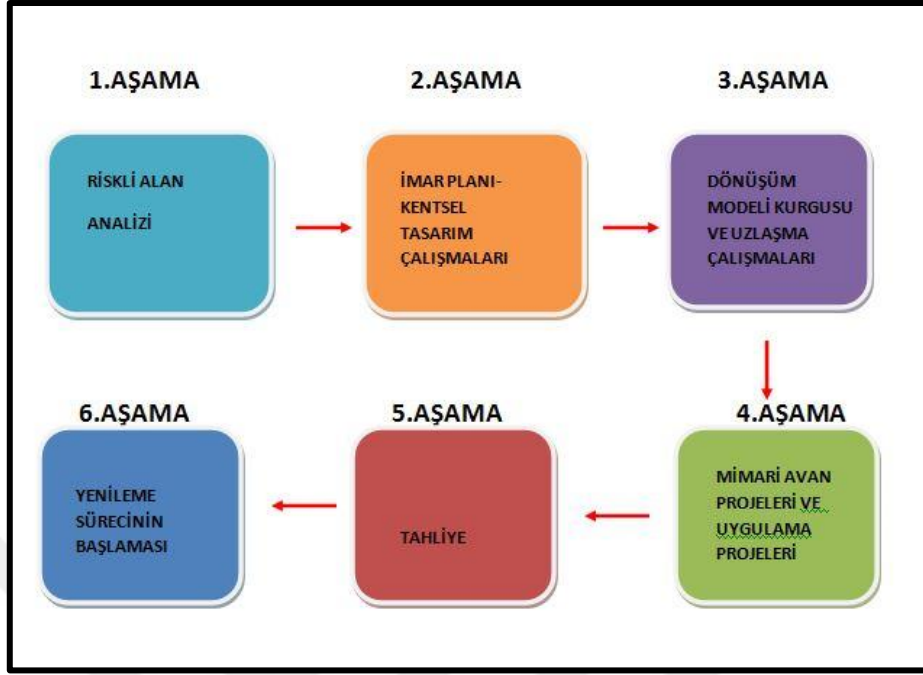 1.AŞAMA
RİSKLİ ALAN
ANALİZİ
2.AŞAMA
İMAR PLANI-
KENTSEL
TASARIM
ÇALIŞMALARI
3.AŞAMA
DÖNÜŞÜM
MODELİ KURGUSU
VE UZLAŞMA
ÇALIŞMALARI
4.AŞAMA
MİMARİ AVAN
PROJELERİ VE
UYGULAMA
PROJELERİ
5.AŞAMA
TAHLİYE
6.AŞAMA
YENİLEME
SÜRECİNİN
BAŞLAMASI